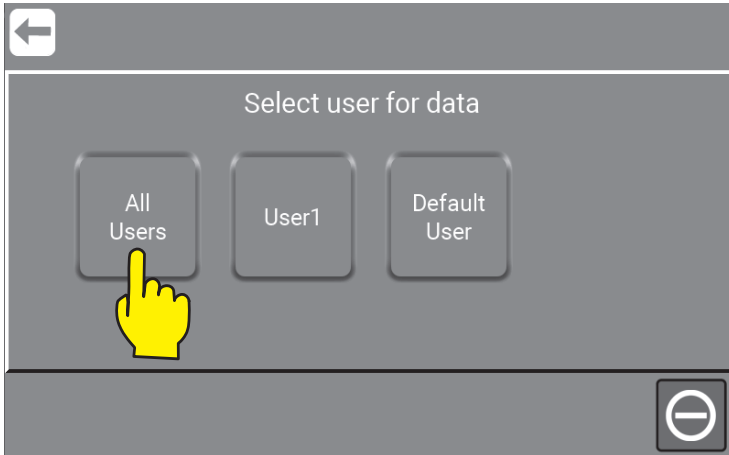 Select user for data
All
Users
User1
Default
User